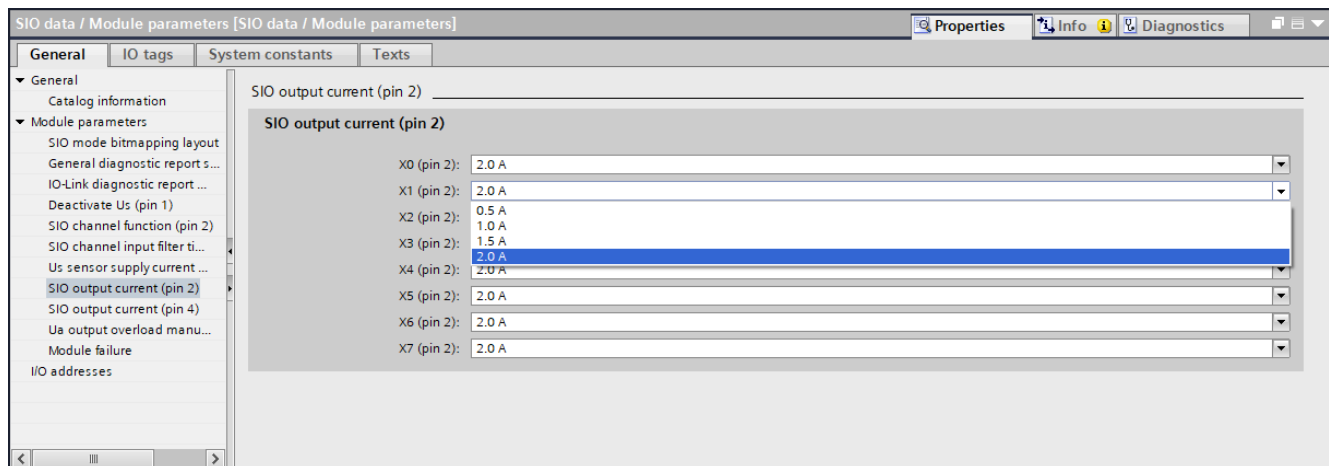 SIO data / Module parameters [SIO data / Module parameters]
Properties
Info
Diagnostics
General
IO tags
System constants
Texts
General
Catalog information
Module parameters
SIO mode bitmapping layout
General diagnostic report s...
IO-Link diagnostic report ...
Deactivate Us (pin 1)
SIO channel function (pin 2)
SIO channel input filter ti...
Us sensor supply current ...
SIO output current (pin 2)
SIO output current (pin 4)
Ua output overload manu...
Module failure
I/O addresses
SIO output current (pin 2)
SIO output current (pin 2)
X0 (pin 2): 2.0 A
X1 (pin 2): 2.0 A
0.5 A
X2 (pin 2):
1.0 A
X3 (pin 2):
1.5 A
2.0 A
X4 (pin 2): 2.0 A
X5 (pin 2): 2.0 A
X6 (pin 2): 2.0 A
X7 (pin 2): 2.0 A